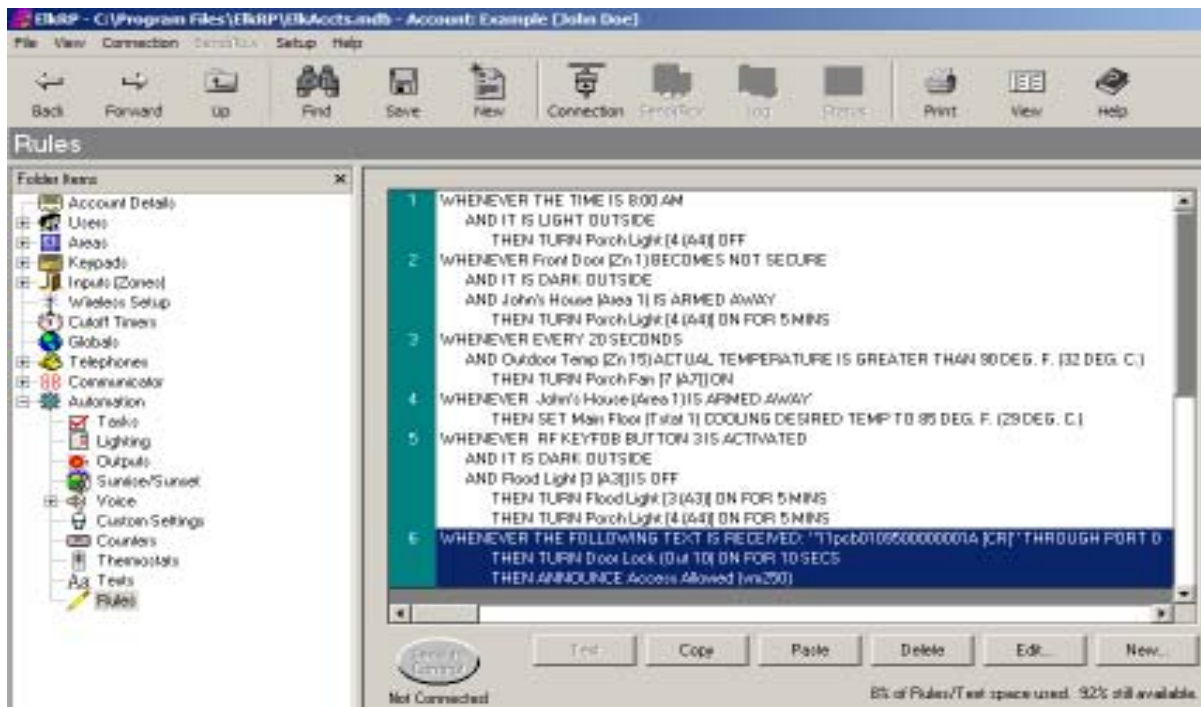 ElkRP - C:\Program Files\ElkRP\ElkAccts.mdb - Account: Example [John Doe]
File View Connection Send/Rcv Setup Help
Back Forward Up Find Save New Connection Send/Rcv Log Status Print View Help
Rules
Folder Items
Account Details
Users
Areas
Keypads
Inputs (Zones)
Wireless Setup
Cutoff Timers
Globals
Telephones
Communicator
Automation
Tasks
Lighting
Outputs
Sunrise/Sunset
Voice
Custom Settings
Counters
Thermostats
Texts
Rules
1 WHENEVER THE TIME IS 8:00 AM
AND IT IS LIGHT OUTSIDE
THEN TURN Porch Light [4 (A4)] OFF
2 WHENEVER Front Door (Zn 1) BECOMES NOT SECURE
AND IT IS DARK OUTSIDE
AND John's House (Area 1) IS ARMED AWAY
THEN TURN Porch Light [4 (A4)] ON FOR 5 MINS
3 WHENEVER EVERY 20 SECONDS
AND Outdoor Temp (Zn 15) ACTUAL TEMPERATURE IS GREATER THAN 90 DEG. F. (32 DEG. C.)
THEN TURN Porch Fan [7 (A7)] ON
4 WHENEVER John's House (Area 1) IS ARMED AWAY
THEN SET Main Floor (Tstat 1) COOLING DESIRED TEMP TO 85 DEG. F. (29 DEG. C.)
5 WHENEVER RF KEYFOB BUTTON 3 IS ACTIVATED
AND IT IS DARK OUTSIDE
AND Flood Light [3 (A3)] IS OFF
THEN TURN Flood Light [3 (A3)] ON FOR 5 MINS
THEN TURN Porch Light [4 (A4)] ON FOR 5 MINS
6 WHENEVER THE FOLLOWING TEXT IS RECEIVED: THROUGH PORT 0
THEN TURN Door Lock (Out 10) ON FOR 10 SECS
THEN ANNOUNCE Access Allowed (vm250)
Test Copy Paste Delete Edit... New...
Not Connected
8% of Rules/Text space used. 92% still available.